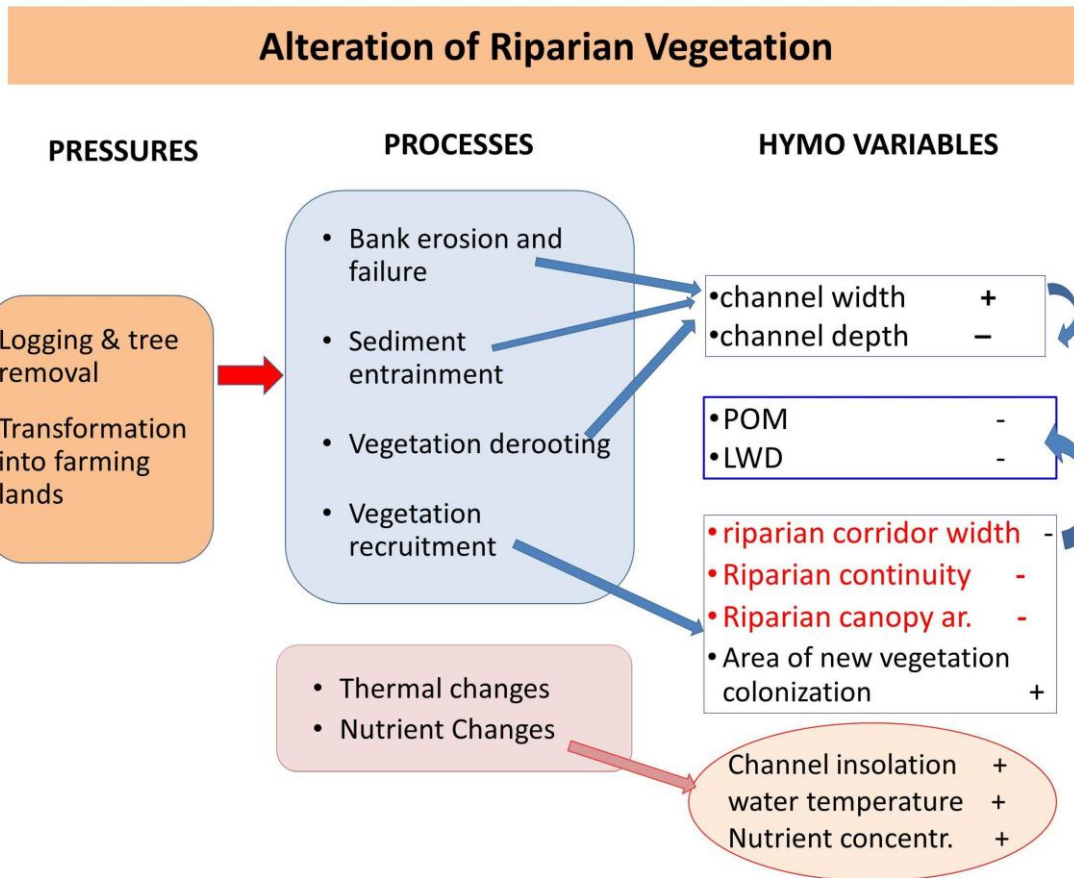 Alteration of Riparian Vegetation
PRESSURES
PROCESSES
HYMO VARIABLES
Logging & tree
removal
Transformation
into farming
lands
• Bank erosion and
failure
• Sediment
entrainment
• Vegetation derooting
• Vegetation
recruitment
• Thermal changes
• Nutrient Changes
•channel width +
•channel depth –
•POM -
•LWD -
•riparian corridor width -
•Riparian continuity -
•Riparian canopy ar. -
•Area of new vegetation
colonization +
Channel insolation +
water temperature +
Nutrient concentr. +